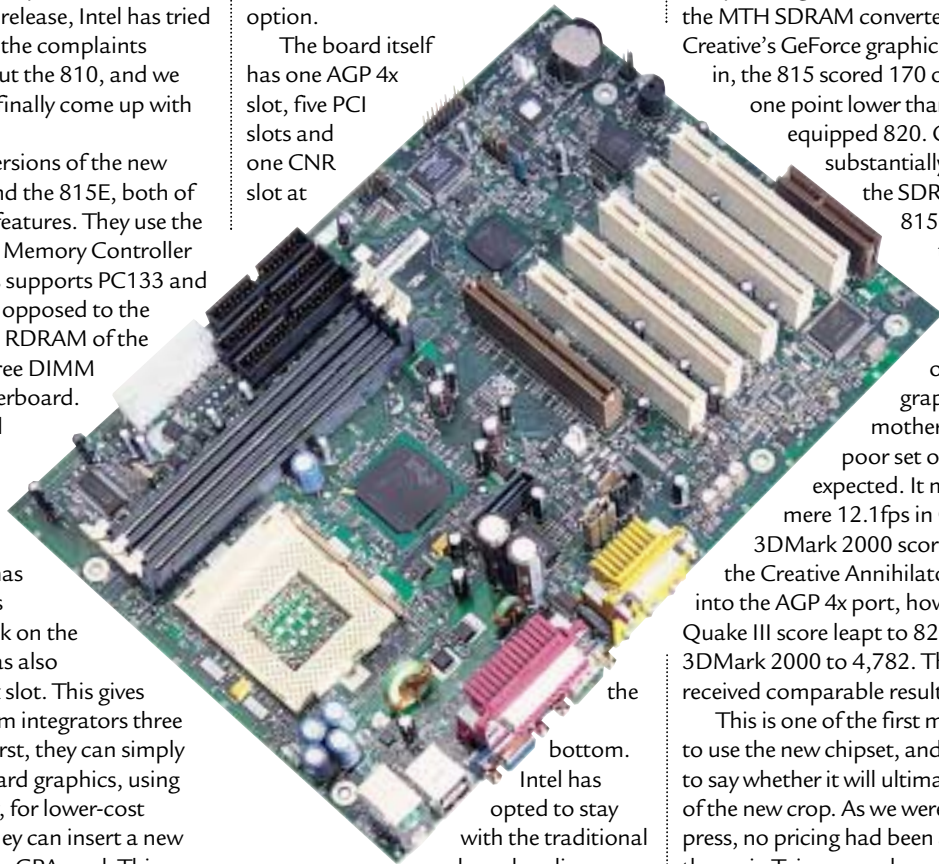 release, Intel has tried
the complaints
ut the 810, and we
finally come up with
ersions of the new
nd the 815E, both of
features. They use the
Memory Controller
supports PC133 and
opposed to the
RDRAM of the
ree DIMM
erboard.
as
k on the
as also
slot. This gives
m integrators three
rst, they can simply
ard graphics, using
, for lower-cost
ey can insert a new
option.
The board itself
has one AGP 4x
slot, five PCI
slots and
one CNR
slot at
the
bottom.
Intel has
opted to stay
with the traditional
the MTH SDRAM converte
Creative's GeForce graphic
in, the 815 scored 170 o
one point lower tha
equipped 820. C
substantially
the SDR
815
o
grap
mother
poor set o
expected. It m
mere 12.1fps in
3DMark 2000 scor
the Creative Annihilato
into the AGP 4x port, how
Quake III score leapt to 82
3DMark 2000 to 4,782. Th
received comparable result
This is one of the first m
to use the new chipset, and
to say whether it will ultima
of the new crop. As we were
press, no pricing had been